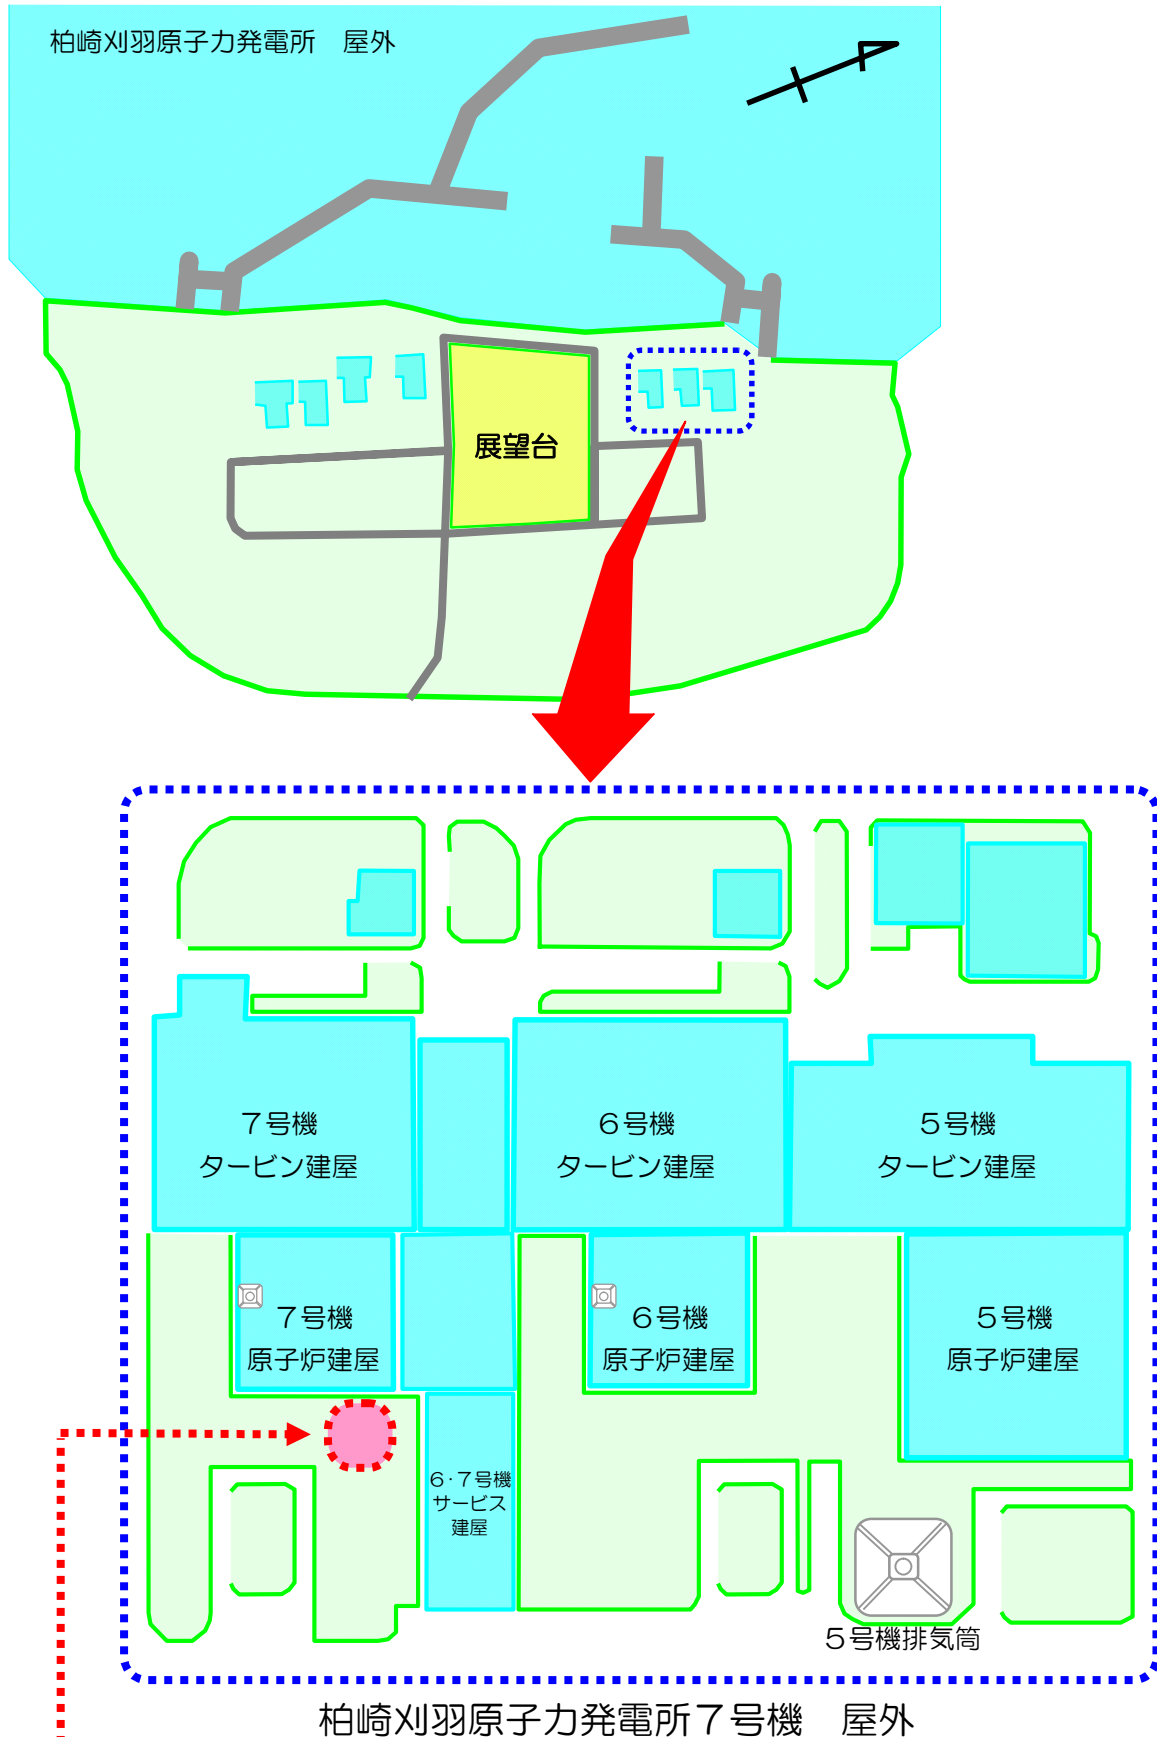 柏崎刈羽原子力発電所　屋外
展望台
７号機
タービン建屋
６号機
タービン建屋
５号機
タービン建屋
７号機
原子炉建屋
６号機
原子炉建屋
５号機
原子炉建屋
６・７号機
サービス
建屋
５号機排気筒
柏崎刈羽原子力発電所７号機　屋外